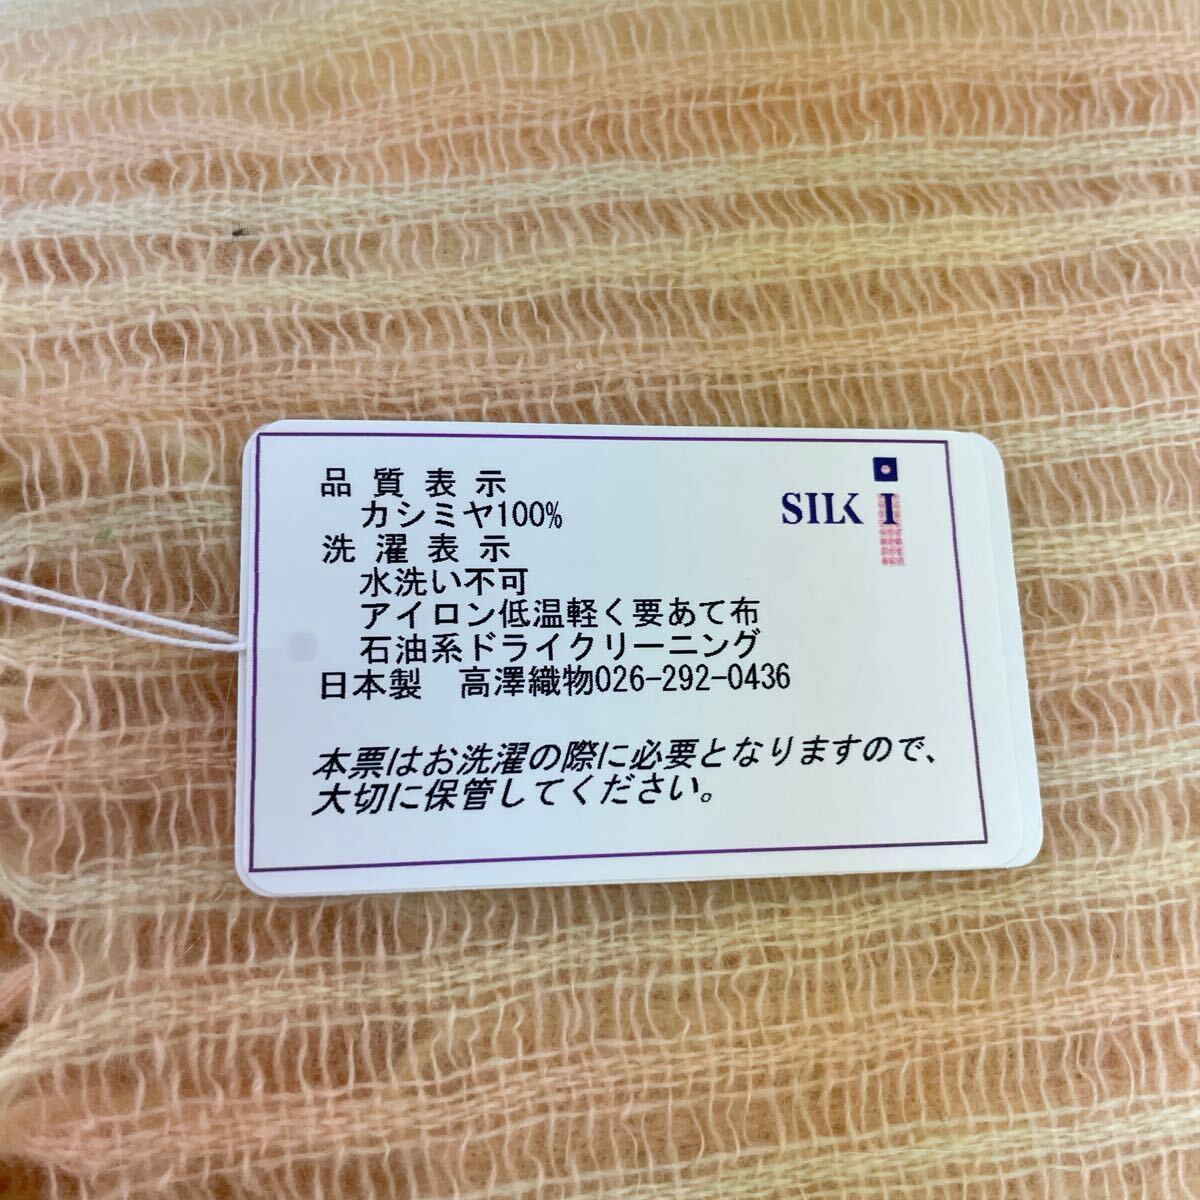 品質表示
カシミヤ100%
SILK I
洗濯表示
水洗い不可
アイロン低温軽く要あて布
石油系ドライクリーニング
日本製 高澤織物026-292-0436
本票はお洗濯の際に必要となりますので、
大切に保管してください。